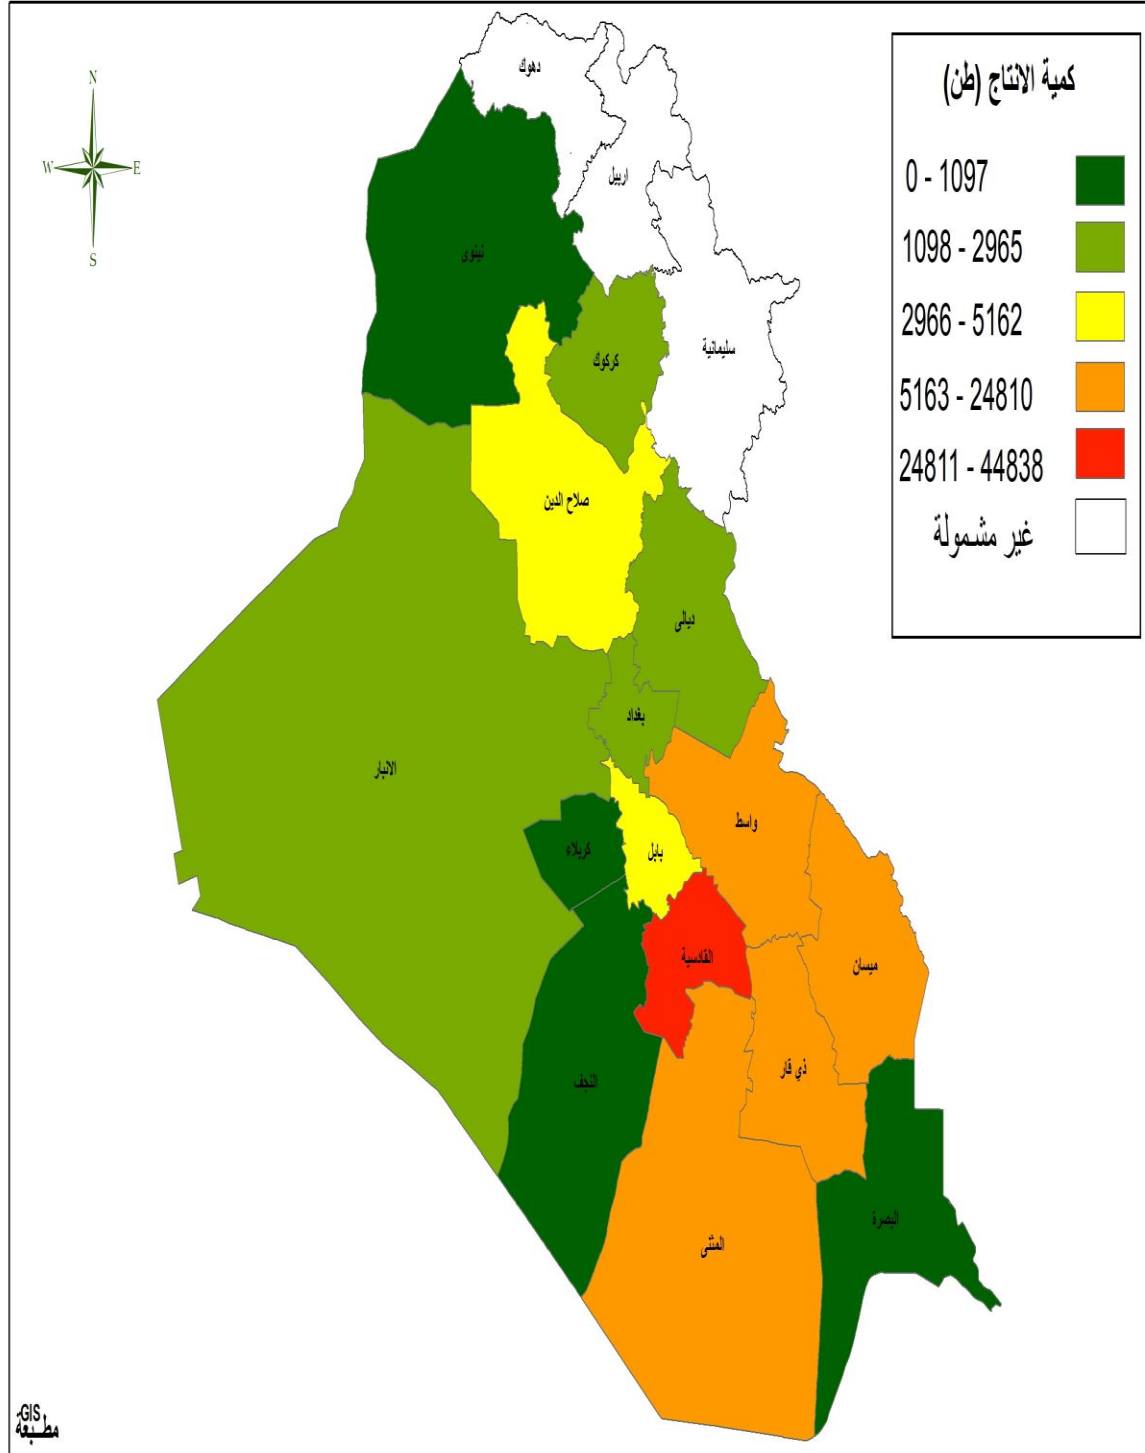 كمية الانتاج (طن)
0 - 1097
1098 - 2965
2966 - 5162
5163 - 24810
24811 - 44838
غير مشمولة
N
W
E
S
دهوك
اربيل
نينوى
كركوك
سليمانية
صلاح الدين
ديالى
بغداد
الانبار
واسط
كربلاء
بابل
القادسية
ميسان
ذي قار
النجف
البصرة
المثنى
GIS
مطبعة